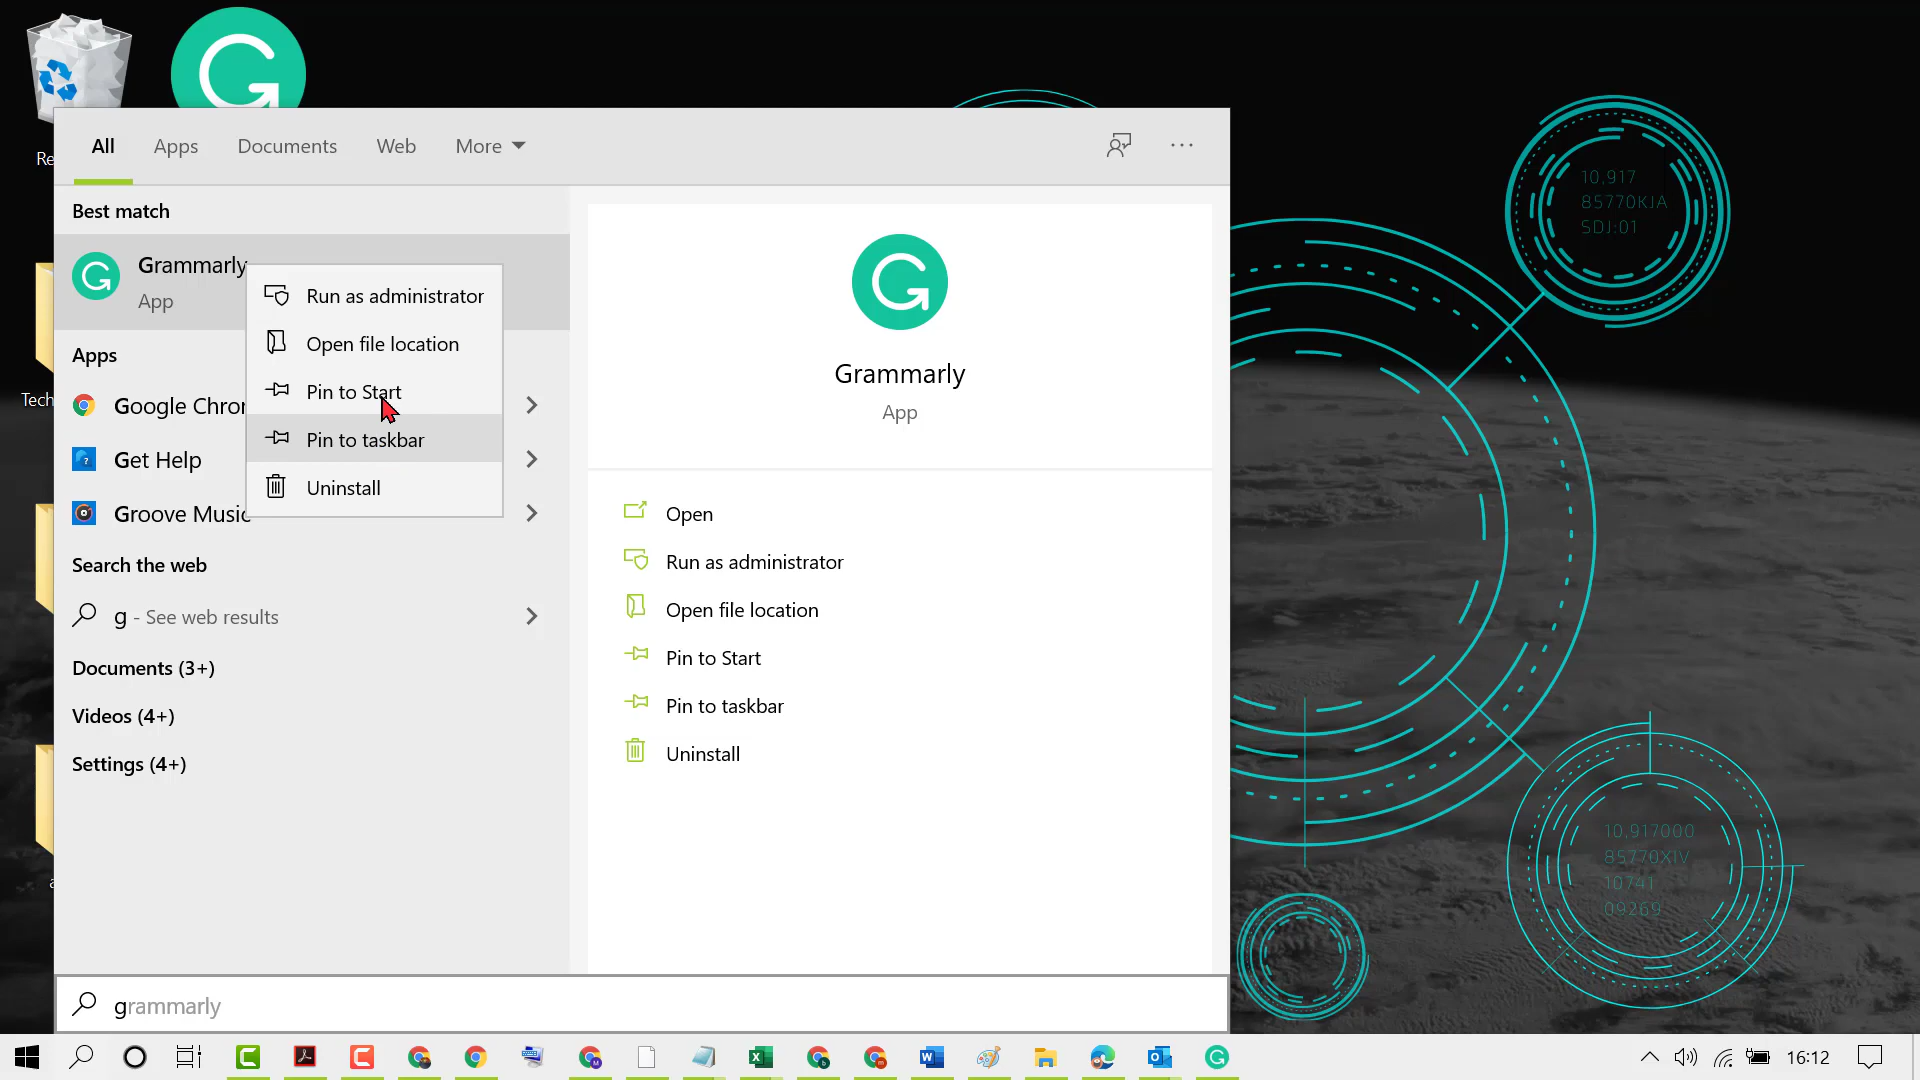 Re
Tech
a
All Apps Documents Web More
Best match
Grammarly
App
Apps
Google Chror
Get Help
Groove Music
Search the web
g - See web results
Documents (3+)
Videos (4+)
Settings (4+)
Run as administrator
Open file location
Pin to Start
Pin to taskbar
Uninstall
Grammarly
App
Open
Run as administrator
Open file location
Pin to Start
Pin to taskbar
Uninstall
grammarly
10,917
85770KJA
SDJ:01
10,917000
85770XIV
10741
09269
16:12